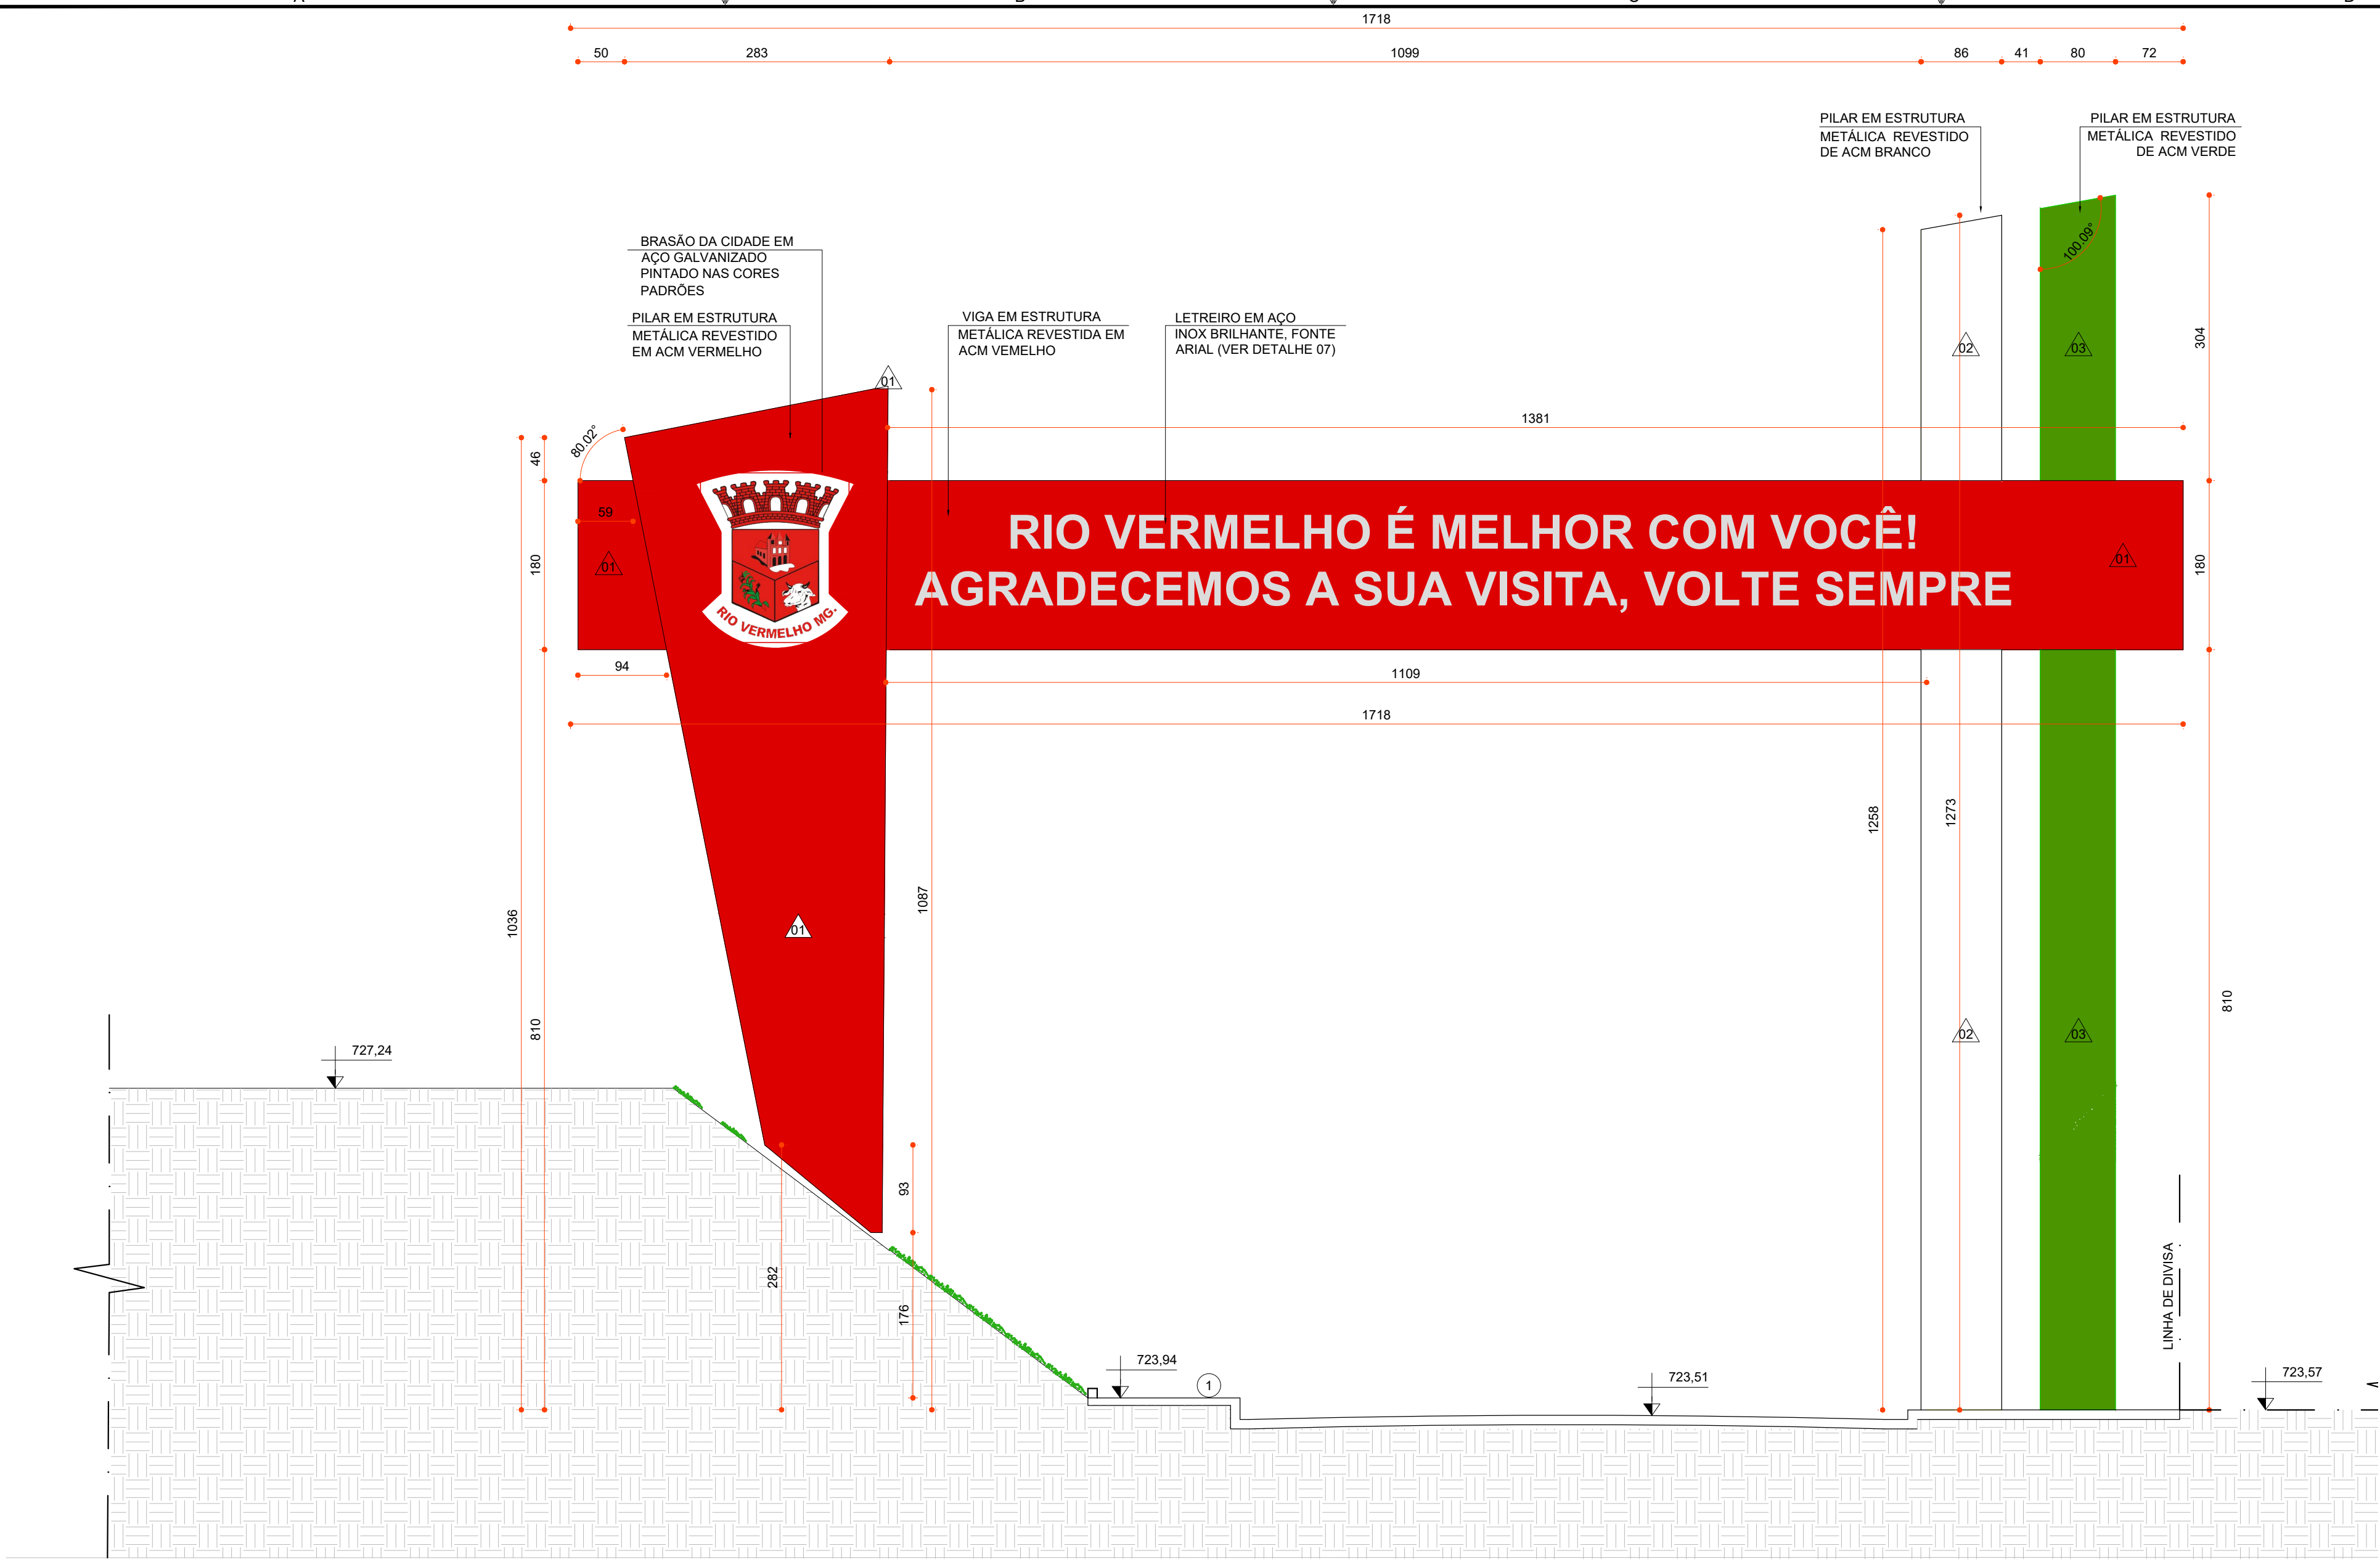 1718
50
283
1099
86
41
80
72
PILAR EM ESTRUTURA
METÁLICA REVESTIDO
DE ACM BRANCO
PILAR EM ESTRUTURA
METÁLICA REVESTIDO
DE ACM VERDE
BRASÃO DA CIDADE EM
AÇO GALVANIZADO
PINTADO NAS CORES
PADRÕES
PILAR EM ESTRUTURA
METÁLICA REVESTIDO
EM ACM VERMELHO
VIGA EM ESTRUTURA
METÁLICA REVESTIDA EM
ACM VEMELHO
LETREIRO EM AÇO
INOX BRILHANTE, FONTE
ARIAL (VER DETALHE 07)
100.09°
304
02
03
01
1381
80.02°
46
59
180
01
RIO VERMELHO É MELHOR COM VOCÊ!
AGRADECEMOS A SUA VISITA, VOLTE SEMPRE
RIO VERMELHO MG.
01
180
94
1109
1718
1258
1273
1036
1087
01
810
810
02
03
727,24
93
282
176
LINHA DE DIVISA
723,94
1
723,51
723,57